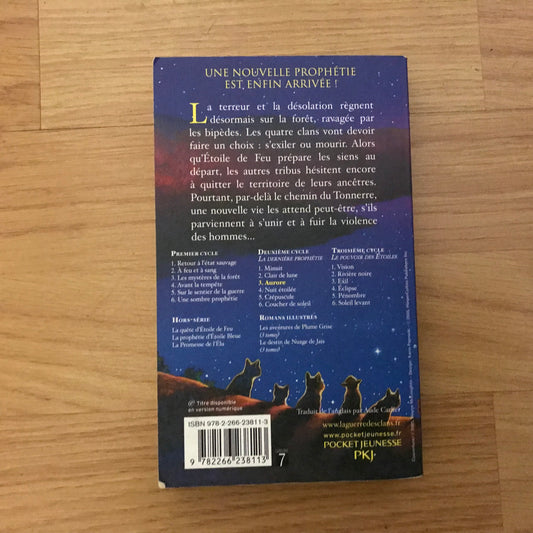 UNE NOUVELLE PROPHÉTIE
EST ENFIN ARRIVÉE !
La terreur et la désolation règnent
désormais sur la forêt, ravagée par
les bipèdes. Les quatre clans vont devoir
faire un choix : s'exiler ou mourir. Alors
qu'Étoile de Feu prépare les siens au
départ, les autres tribus hésitent encore
à quitter le territoire de leurs ancêtres.
Pourtant, par-delà le chemin du Tonnerre,
une nouvelle vie les attend peut-être, s'ils
parviennent à s'unir et à fuir la violence
des hommes...
PREMIER CYCLE
1. Retour à l'état sauvage
2. À feu et à sang
3. Les mystères de la forêt
4. Avant la tempête
5. Sur le sentier de la guerre
6. Une sombre prophétie
DEUXIÈME CYCLE
LA DERNIÈRE PROPHÉTIE
1. Minuit
2. Clair de lune
3. Aurore
4. Nuit étoilée
5. Crépuscule
6. Coucher de soleil
TROISIÈME CYCLE
LE POUVOIR DES ÉTOILES
1. Vision
2. Rivière noire
3. Exil
4. Éclipse
5. Pénombre
6. Soleil levant
HORS-SÉRIE
La quête d'Étoile de Feu
La prophétie d'Étoile Bleue
La Promesse de l'Élu
ROMANS ILLUSTRÉS
Les aventures de Plume Grise
(3 tomes)
Le destin de Nuage de Jais
(3 tomes)
Titre disponible
en version numérique
Traduit de l'anglais par Aude Carlier
www.laguerredesclans.fr
www.pocketjeunesse.fr
POCKET JEUNESSE
PKJ·
ISBN 978-2-266-23811-3
9 782266 238113
7